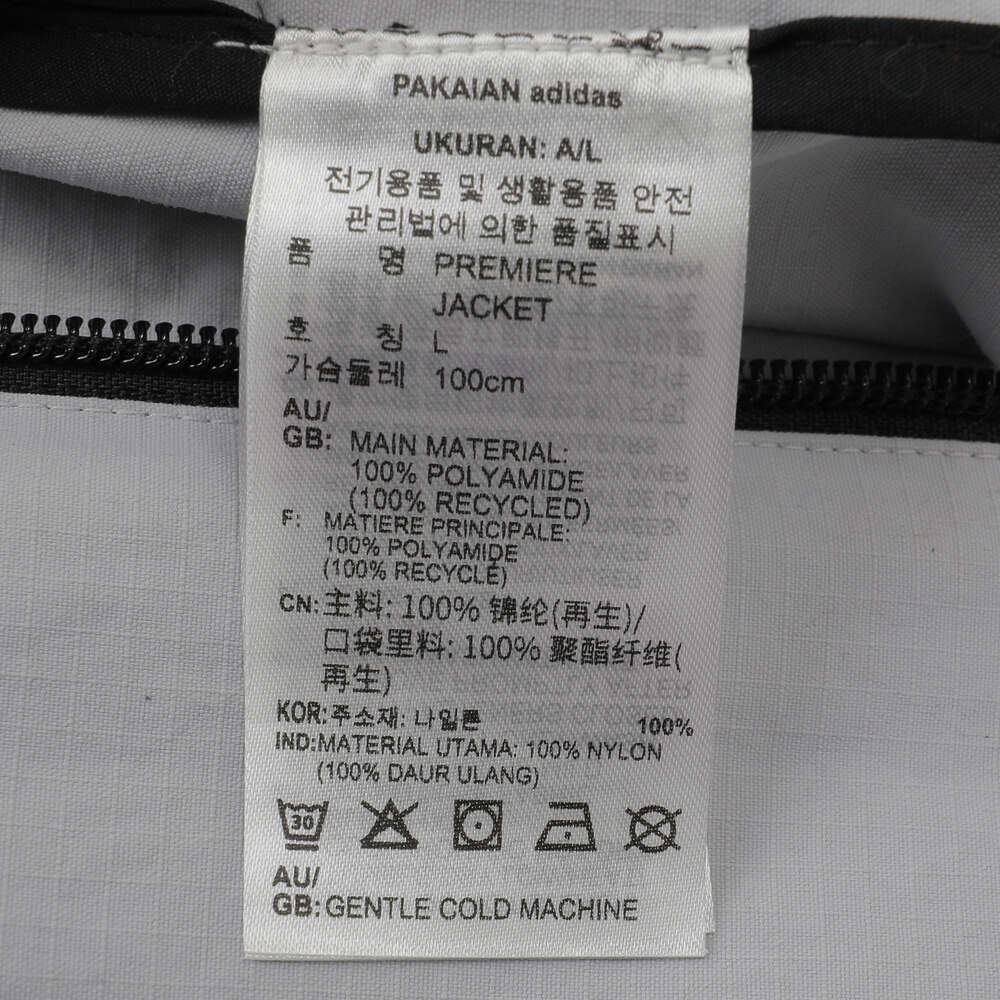 PAKAIAN adidas
UKURAN: A/L
전기용품 및 생활용품 안전
관리법에 의한 품질표시
품 명 PREMIERE
JACKET
호 칭 L
가슴둘레 100cm
AU/
GB: MAIN MATERIAL:
100% POLYAMIDE
(100% RECYCLED)
F: MATIERE PRINCIPALE:
100% POLYAMIDE
(100% RECYCLÉ)
CN:主料: 100% 锦纶(再生)/
口袋里料: 100% 聚酯纤维(
再生)
KOR:주소재: 나일론 100%
IND:MATERIAL UTAMA: 100% NYLON
(100% DAUR ULANG)
30
AU/
GB:GENTLE COLD MACHINE